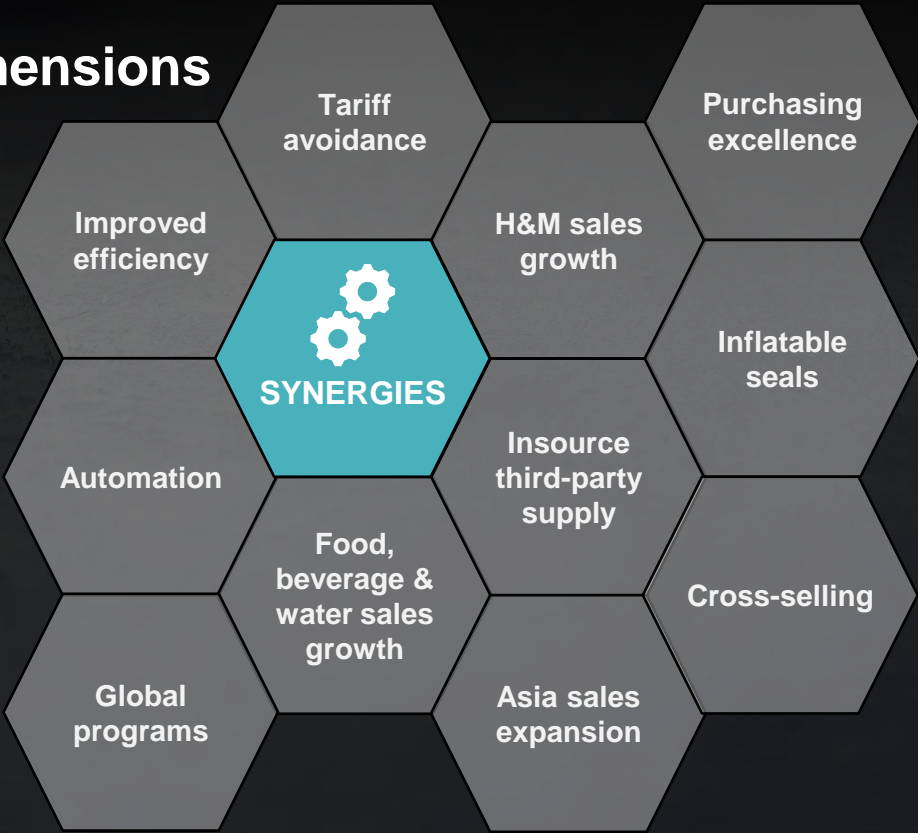 Tariff
avoidance
Purchasing
excellence
Improved
efficiency
H&M sales
growth
SYNERGIES
Inflatable
seals
Automation
Insource
third-party
supply
Food,
beverage &
water sales
growth
Cross-selling
Global
programs
Asia sales
expansion